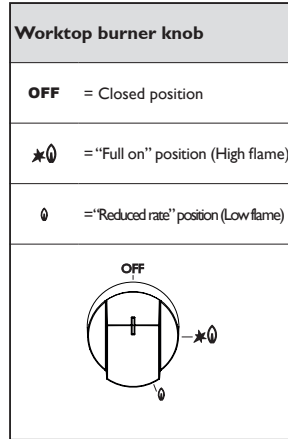 Worktop burner knob
OFF = Closed position
= “Full on” position (High flame)
=“Reduced rate” position (Low flame)
OFF